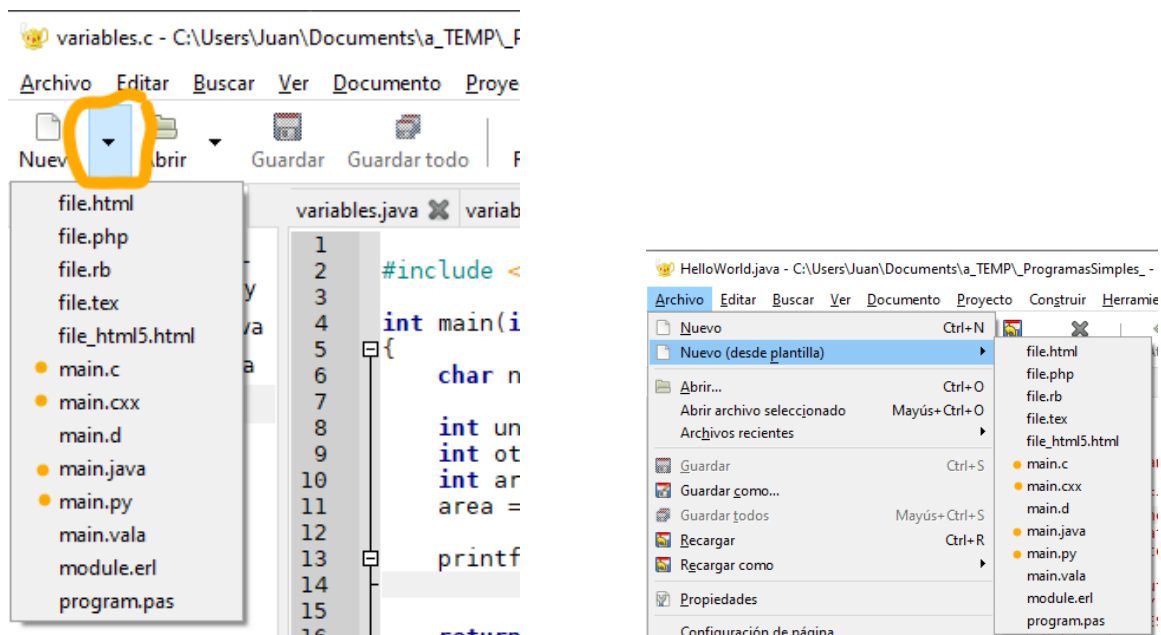 variables.c - C:\Users\Juan\Documents\a_TEMP\_P
Archivo Editar Buscar Ver Documento Proye
Nuev brir Guardar Guardar todo
file.html
file.php
file.rb
file.tex
file_html5.html
main.c
main.cxx
main.d
main.java
main.py
main.vala
module.erl
program.pas
variables.java variab
1
2 #include <
3
4 int main(i
5 {
6 char n
7
8 int un
9 int ot
10 int ar
11 area =
12
13 printf
14
15
16 return
HelloWorld.java - C:\Users\Juan\Documents\a_TEMP\_ProgramasSimples_ -
Archivo Editar Buscar Ver Documento Proyecto Construir Herramie
Nuevo Ctrl+N
Nuevo (desde plantilla)
Abrir... Ctrl+O
Abrir archivo seleccionado Mayús+Ctrl+O
Archivos recientes
Guardar Ctrl+S
Guardar como...
Guardar todos Mayús+Ctrl+S
Recargar Ctrl+R
Recargar como
Propiedades
Configuración de página
file.html
file.php
file.rb
file.tex
file_html5.html
main.c
main.cxx
main.d
main.java
main.py
main.vala
module.erl
program.pas